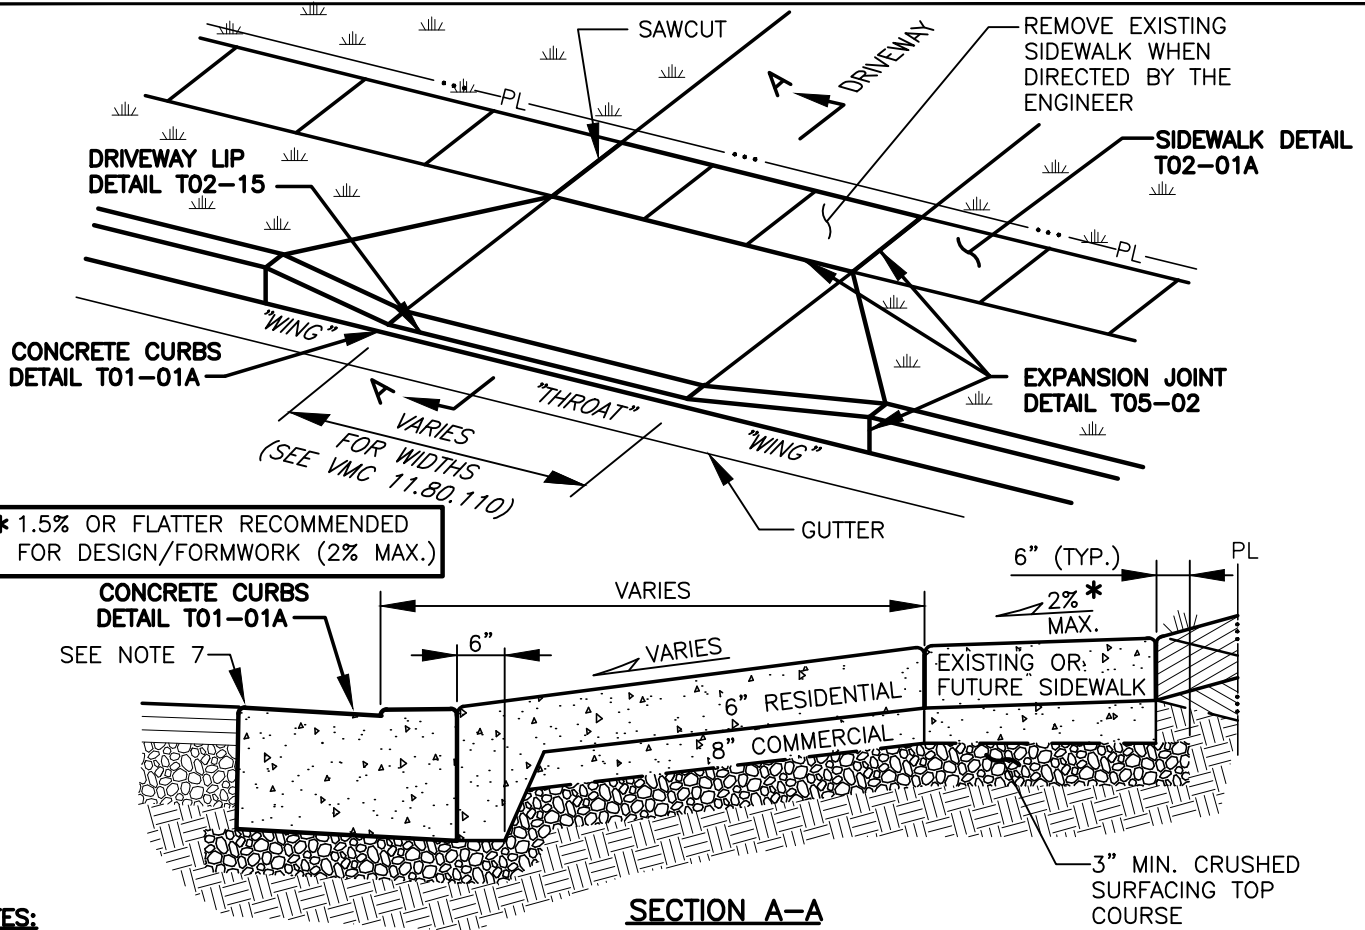 SAWCUT
REMOVE EXISTING
SIDEWALK WHEN
DIRECTED BY THE
ENGINEER
DRIVEWAY
A
PL
SIDEWALK DETAIL
T02-01A
DRIVEWAY LIP
DETAIL T02-15
PL
"WING"
CONCRETE CURBS
DETAIL T01-01A
A
"THROAT"
VARIES
FOR WIDTHS
(SEE VMC 11.80.110)
"WING"
EXPANSION JOINT
DETAIL T05-02
GUTTER
* 1.5% OR FLATTER RECOMMENDED
FOR DESIGN/FORMWORK (2% MAX.)
6" (TYP.)
PL
CONCRETE CURBS
DETAIL T01-01A
VARIES
2% *
MAX.
SEE NOTE 7
6"
VARIES
EXISTING OR
FUTURE SIDEWALK
6" RESIDENTIAL
8" COMMERCIAL
3" MIN. CRUSHED
SURFACING TOP
COURSE
SECTION A-A
TES: